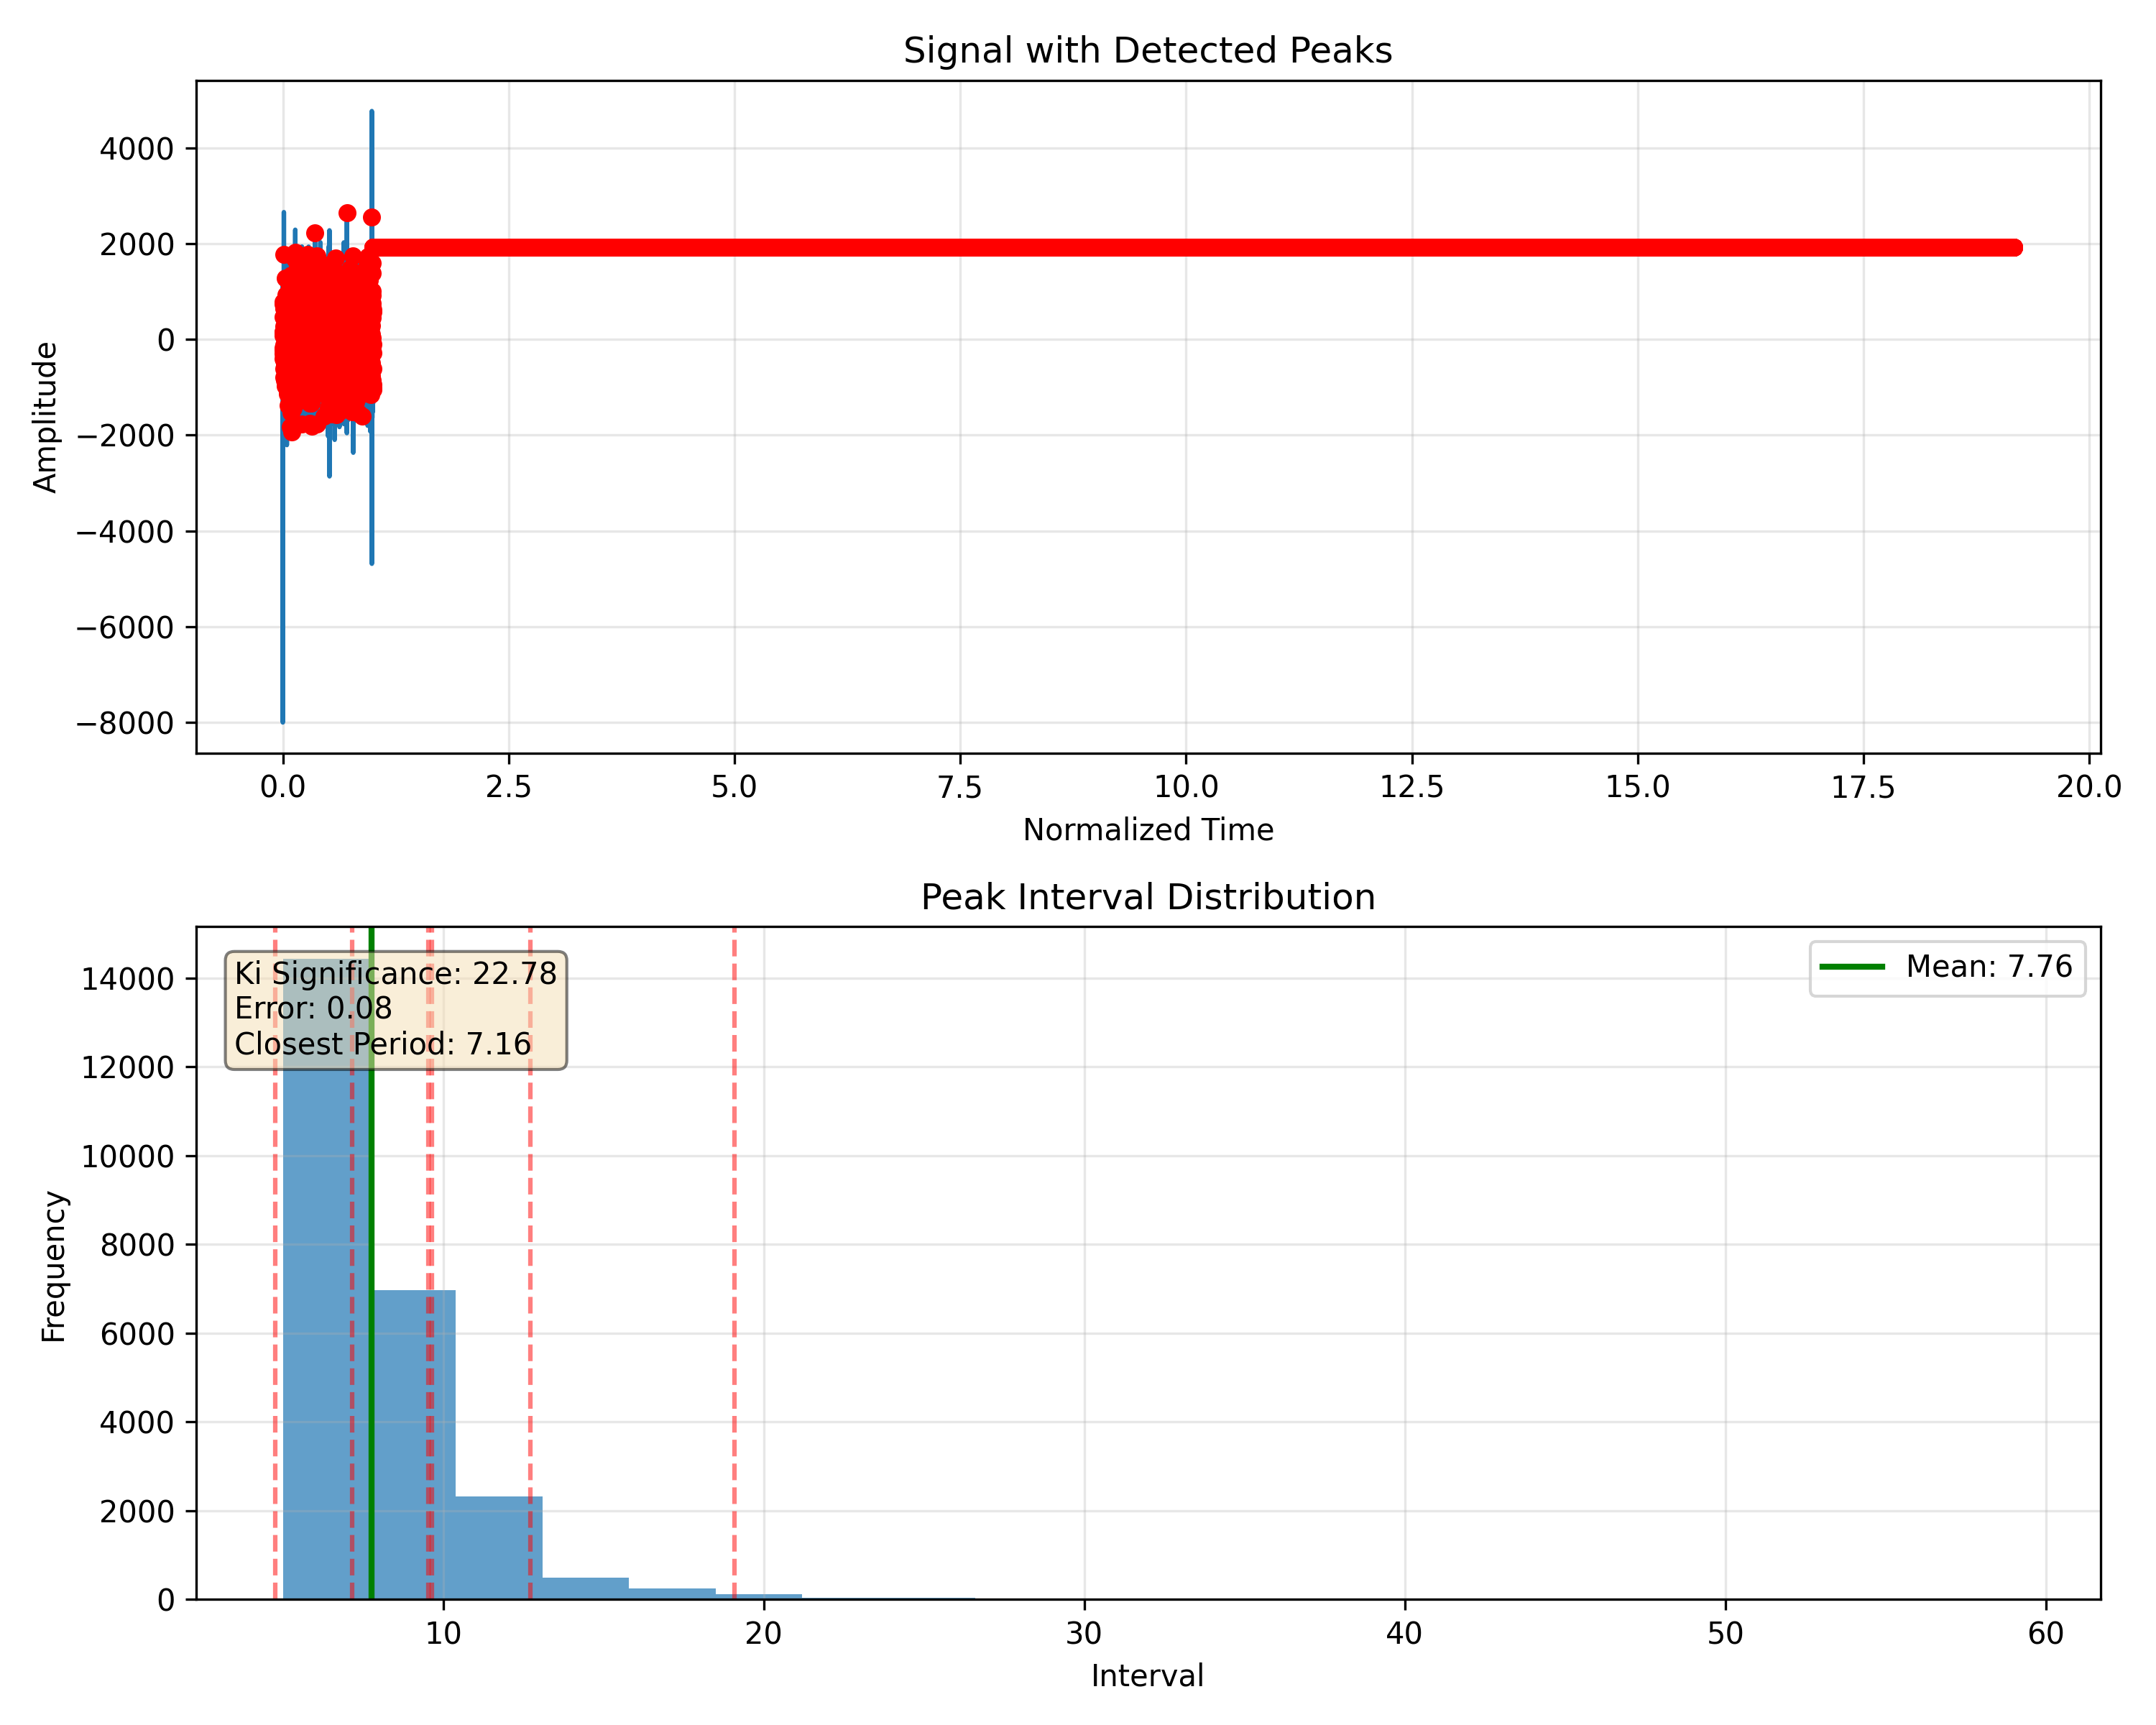 Signal with Detected Peaks
4000
2000
0
−2000
−4000
−6000
−8000
Amplitude
0.0 2.5 5.0 7.5 10.0 12.5 15.0 17.5 20.0
Normalized Time
Peak Interval Distribution
Ki Significance: 22.78
Error: 0.08
Closest Period: 7.16
Mean: 7.76
14000
12000
10000
8000
6000
4000
2000
0
Frequency
10 20 30 40 50 60
Interval